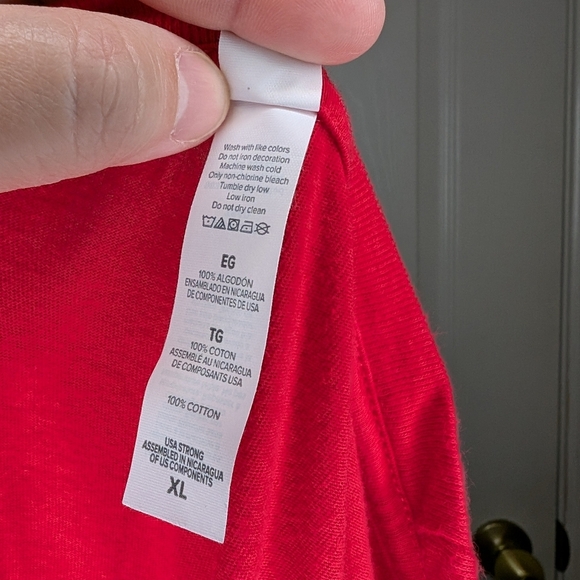 Wash with like colors
Do not iron decoration
Machine wash cold
Only non-chlorine bleach
Tumble dry low
Low iron
Do not dry clean
EG
100% ALGODÓN
ENSAMBLADO EN NICARAGUA
DE COMPONENTES DE USA
TG
100% COTON
ASSEMBLÉ AU NICARAGUA
DE COMPOSANTS USA
100% COTTON
USA STRONG
ASSEMBLED IN NICARAGUA
OF US COMPONENTS
XL